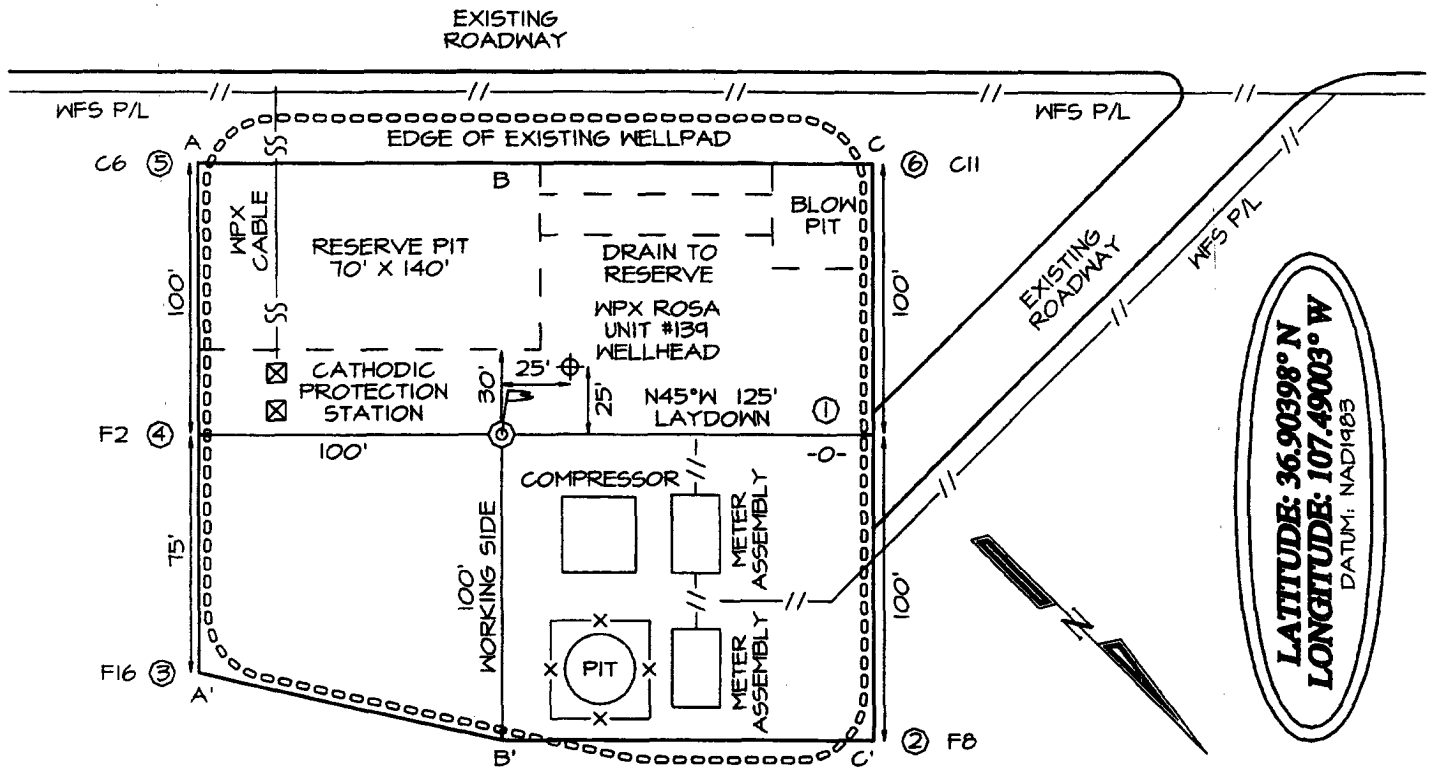 EXISTING
ROADWAY
WFS P/L
WFS P/L
A
EDGE OF EXISTING WELLPAD
C
C6 ⑤
B
⑥ C11
WPX
CABLE
RESERVE PIT
70' X 140'
BLOW
PIT
DRAIN TO
RESERVE
EXISTING
ROADWAY
WFS P/L
100'
100'
WPX ROSA
UNIT #139
WELLHEAD
CATHODIC
PROTECTION
STATION
30'
25'
25'
N45°W 125'
LAYDOWN
①
F2 ④
100'
-0-
COMPRESSOR
METER
ASSEMBLY
75'
100'
WORKING SIDE
100'
PIT
METER
ASSEMBLY
F16 ③
A'
B'
C'
② F8
N
LATITUDE: 36.90398° N
LONGITUDE: 107.49003° W
DATUM: NAD1983